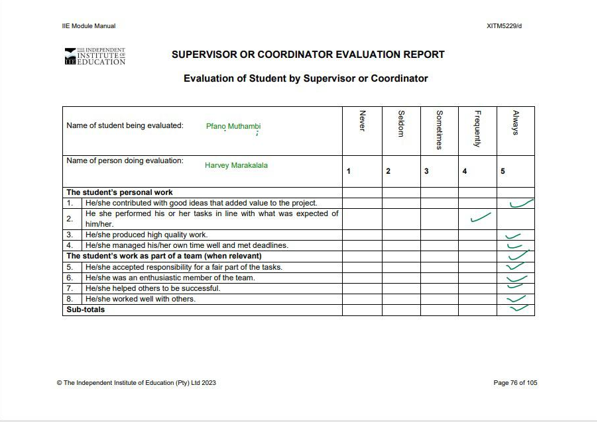 IIE Module Manual XITM5229/d
THE INDEPENDENT
INSTITUTE OF
EDUCATION
SUPERVISOR OR COORDINATOR EVALUATION REPORT
Evaluation of Student by Supervisor or Coordinator
Name of student being evaluated: Pfano Muthambi
Never Seldom Sometimes Frequently Always
Name of person doing evaluation: Harvey Marakalala
1 2 3 4 5
The student's personal work
1. He/she contributed with good ideas that added value to the project. ✓
2. He she performed his or her tasks in line with what was expected of
him/her. ✓
3. He/she produced high quality work. ✓
4. He/she managed his/her own time well and met deadlines. ✓
The student's work as part of a team (when relevant) ✓
5. He/she accepted responsibility for a fair part of the tasks. ✓
6. He/she was an enthusiastic member of the team. ✓
7. He/she helped others to be successful. ✓
8. He/she worked well with others. ✓
Sub-totals ✓
© The Independent Institute of Education (Pty) Ltd 2023 Page 76 of 105